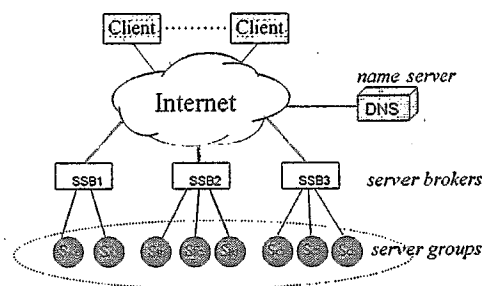 Client Client
name server
Internet
DNS
SSB1 SSB2 SSB3
server brokers
server groups